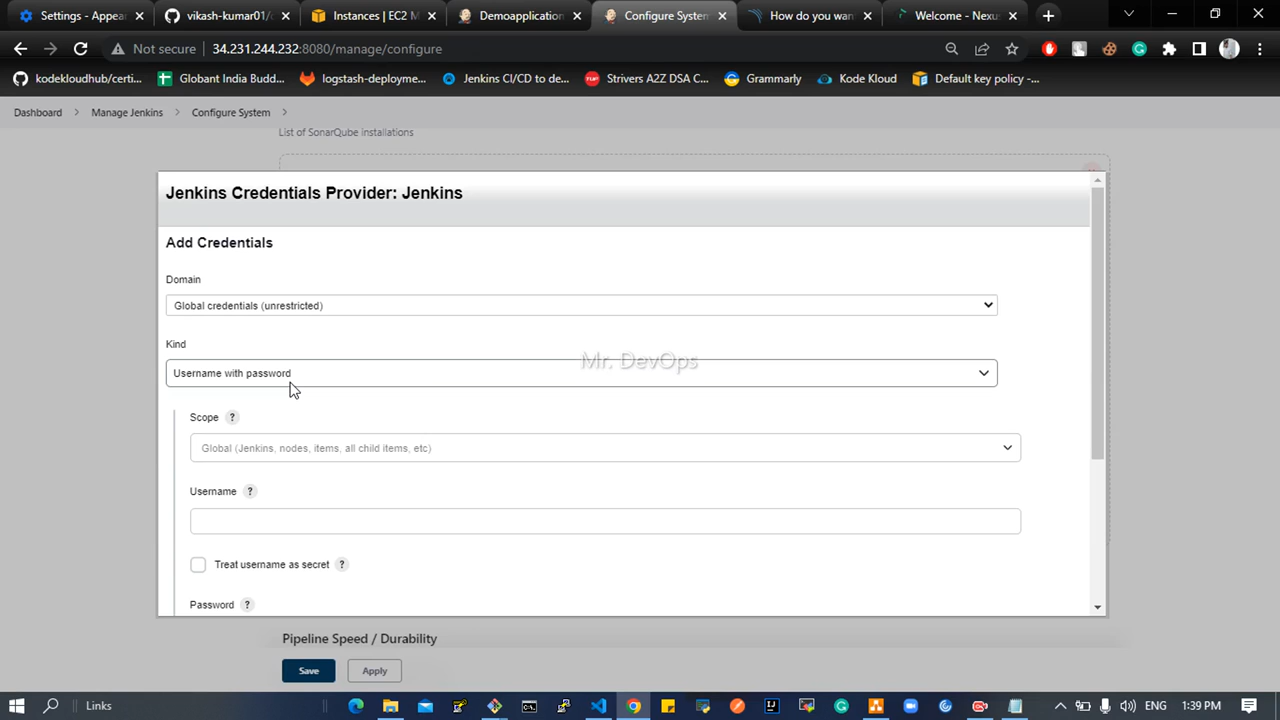 Settings - Appear
vikash-kumar01/
Instances | EC2 M
Demoapplication
Configure System
How do you want
Welcome - Nexus
Not secure
34.231.244.232:8080/manage/configure
kodekloudhub/certi...
Globant India Budd...
logstash-deployme...
Jenkins CI/CD to de...
Strivers A2Z DSA C...
Grammarly
Kode Kloud
Default key policy -...
Dashboard > Manage Jenkins > Configure System >
List of SonarQube installations
Jenkins Credentials Provider: Jenkins
Add Credentials
Domain
Global credentials (unrestricted)
Kind
Username with password
Mr. DevOps
Scope ?
Global (Jenkins, nodes, items, all child items, etc)
Username ?
Treat username as secret ?
Password ?
Pipeline Speed / Durability
Save
Apply
Links
ENG
1:39 PM